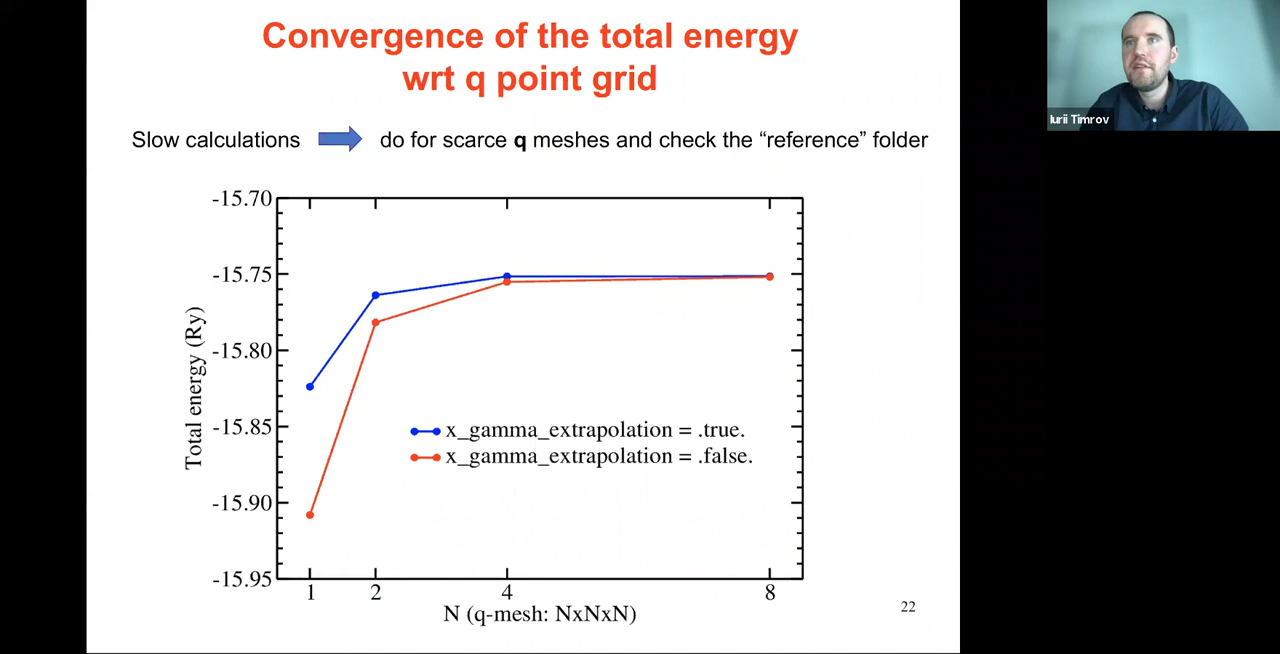 Convergence of the total energy
wrt q point grid
Slow calculations do for scarce q meshes and check the “reference” folder
Iurii Timrov
-15.70
-15.75
-15.80
-15.85
-15.90
-15.95
Total energy (Ry)
x_gamma_extrapolation = .true.
x_gamma_extrapolation = .false.
1 2 4 8
N (q-mesh: NxNxN)
22